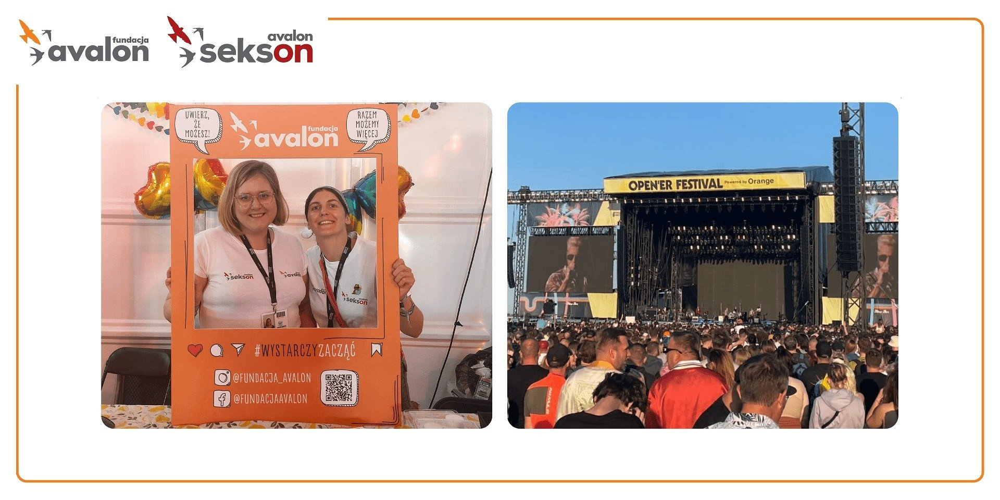 fundacja
avalon
avalon
sekson
UWIERZ,
ŻE
MOŻESZ!
fundacja
avalon
RAZEM
MOŻEMY
WIĘCEJ
avalon
sekson
avalon
avalon
sekson
#WYSTARCZYZACZĄĆ
@FUNDACJA_AVALON
@FUNDACJAAVALON
OPEN'ER FESTIVAL Powered by Orange